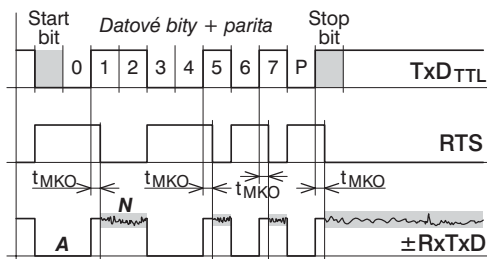 Start bit
Datové bity + parita
Stop bit
0 1 2 3 4 5 6 7 P
TxDTTL
RTS
tMKO tMKO tMKO tMKO
N
A
±RxTxD